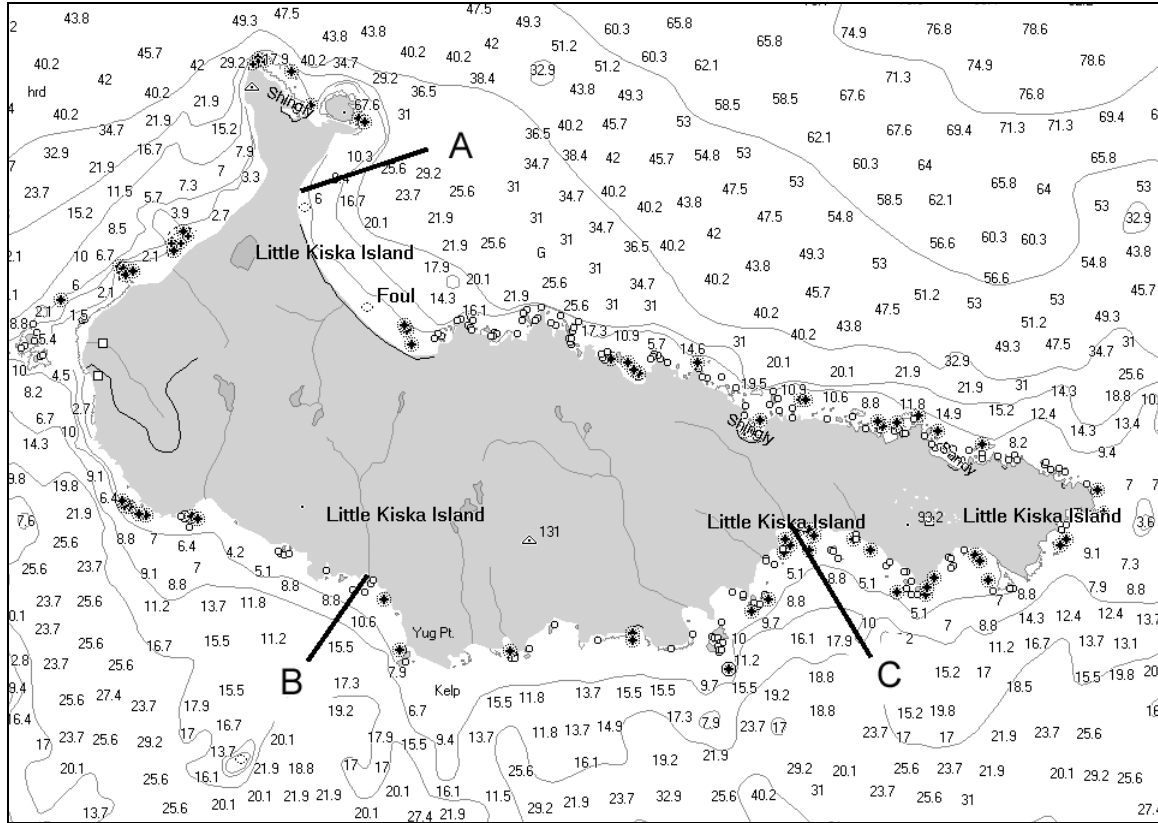 43.8 49.3 47.5 47.5 60.3 65.8 74.9 76.8 78.6
45.7 43.8 43.8 40.2 42 51.2 60.3 65.8 74.9 78.6
40.2 42 42 29.2 17.9 40.2 34.7 40.2 32.9 51.2 62.1 71.3 74.9 78.6
hrd 40.2 21.9 Shingly 29.2 38.4 43.8 49.3 58.5 58.5 67.6 76.8
40.2 34.7 21.9 15.2 67.6 36.5 31 36.5 40.2 45.7 53 62.1 67.6 69.4 71.3 71.3 69.4
32.9 21.9 16.7 7.9 10.3 A 34.7 38.4 42 45.7 54.8 53 60.3 64 65.8
23.7 11.5 7 7.3 3.3 25.6 29.2 40.2 40.2 47.5 53 58.5 62.1 65.8 64 53
15.2 5.7 3.9 2.7 6 16.7 23.7 25.6 31 34.7 40.2 43.8 47.5 54.8 32.9
8.5 20.1 21.9 31 34.7 42 56.6 60.3 60.3 43.8
10 6.7 2.1 Little Kiska Island 21.9 25.6 G 36.5 40.2 43.8 49.3 53 54.8
6 2.1 17.9 20.1 25.6 31 34.7 40.2 45.7 51.2 56.6 53 47.5
2.1 1.5 Foul 14.3 16.1 21.9 25.6 31 31 40.2 43.8 47.5 49.3
8.8 5.4 17.3 10.9 5.7 14.6 31 40.2 32.9 49.3 47.5 34.7 31
10 4.5 8.2 19.5 20.1 20.1 21.9 21.9 31 14.3 25.6
6.7 2.7 10.9 10.6 8.8 11.8 14.9 15.2 12.4 18.8
14.3 10 Shingly Sandy 8.2 14.3 13.4 9.4
19.8 9.1 7
21.9 6.4 Little Kiska Island Little Kiska Island 93.2 Little Kiska Island 3.6
7.6 25.6 8.8 7 6.4 4.2 131 9.1
25.6 23.7 9.1 7 8.8 5.1 8.8 8.8 5.1 8.8 5.1 7.3
23.7 25.6 11.2 13.7 11.8 10.6 8.8 5.1 7 8.8 7.9 8.8
23.7 16.7 15.5 11.2 15.5 Yug Pt. 9.7 10 7 8.8 14.3 12.4 12.4 13.7
23.7 25.6 B 7.9 10 11.2 16.1 17.9 C 16.7 13.7 13.1
25.6 27.4 23.7 15.5 17.3 Kelp 9.7 15.5 18.8 15.2 17 15.5 19.8 20.1
16.4 17.9 16.7 19.2 6.7 15.5 11.8 13.7 15.5 15.5 19.2 18.8 18.5
17 23.7 25.6 29.2 17 20.1 17.9 15.5 9.4 13.7 11.8 13.7 14.9 17.3 7.9 23.7 17 15.2 19.8 23.7 17 17 21.9 23.7 25.6
20.1 25.6 13.7 16.1 21.9 18.8 17 17 20.1 25.6 16.1 19.2 21.9 29.2 20.1 25.6 20.1 21.9
13.7 25.6 20.1 20.1 21.9 21.9 20.1 27.4 16.1 21.9 11.5 29.2 21.9 23.7 32.9 25.6 40.2 31 23.7 25.6 31 27.4